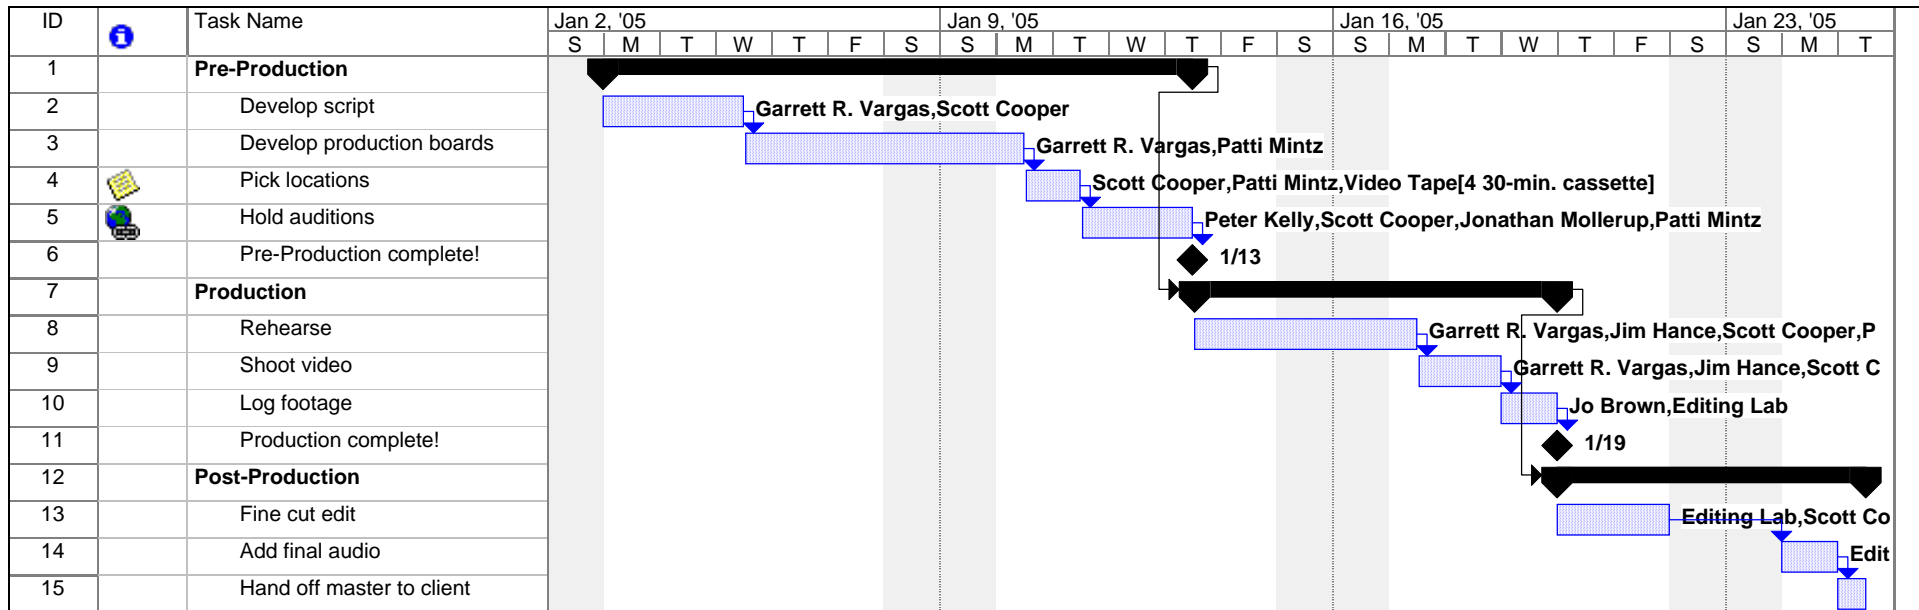 ID Task Name Jan 2, '05 Jan 9, '05 Jan 16, '05 Jan 23, '05
S M T W T F S S M T W T F S S M T W T F S S M T
1 Pre-Production
2 Develop script Garrett R. Vargas,Scott Cooper
3 Develop production boards Garrett R. Vargas,Patti Mintz
4 Pick locations Scott Cooper,Patti Mintz,Video Tape[4 30-min. cassette]
5 Hold auditions Peter Kelly,Scott Cooper,Jonathan Mollerup,Patti Mintz
6 Pre-Production complete! 1/13
7 Production
8 Rehearse Garrett R. Vargas,Jim Hance,Scott Cooper,P
9 Shoot video Garrett R. Vargas,Jim Hance,Scott C
10 Log footage Jo Brown,Editing Lab
11 Production complete! 1/19
12 Post-Production
13 Fine cut edit Editing Lab,Scott Co
14 Add final audio Edit
15 Hand off master to client